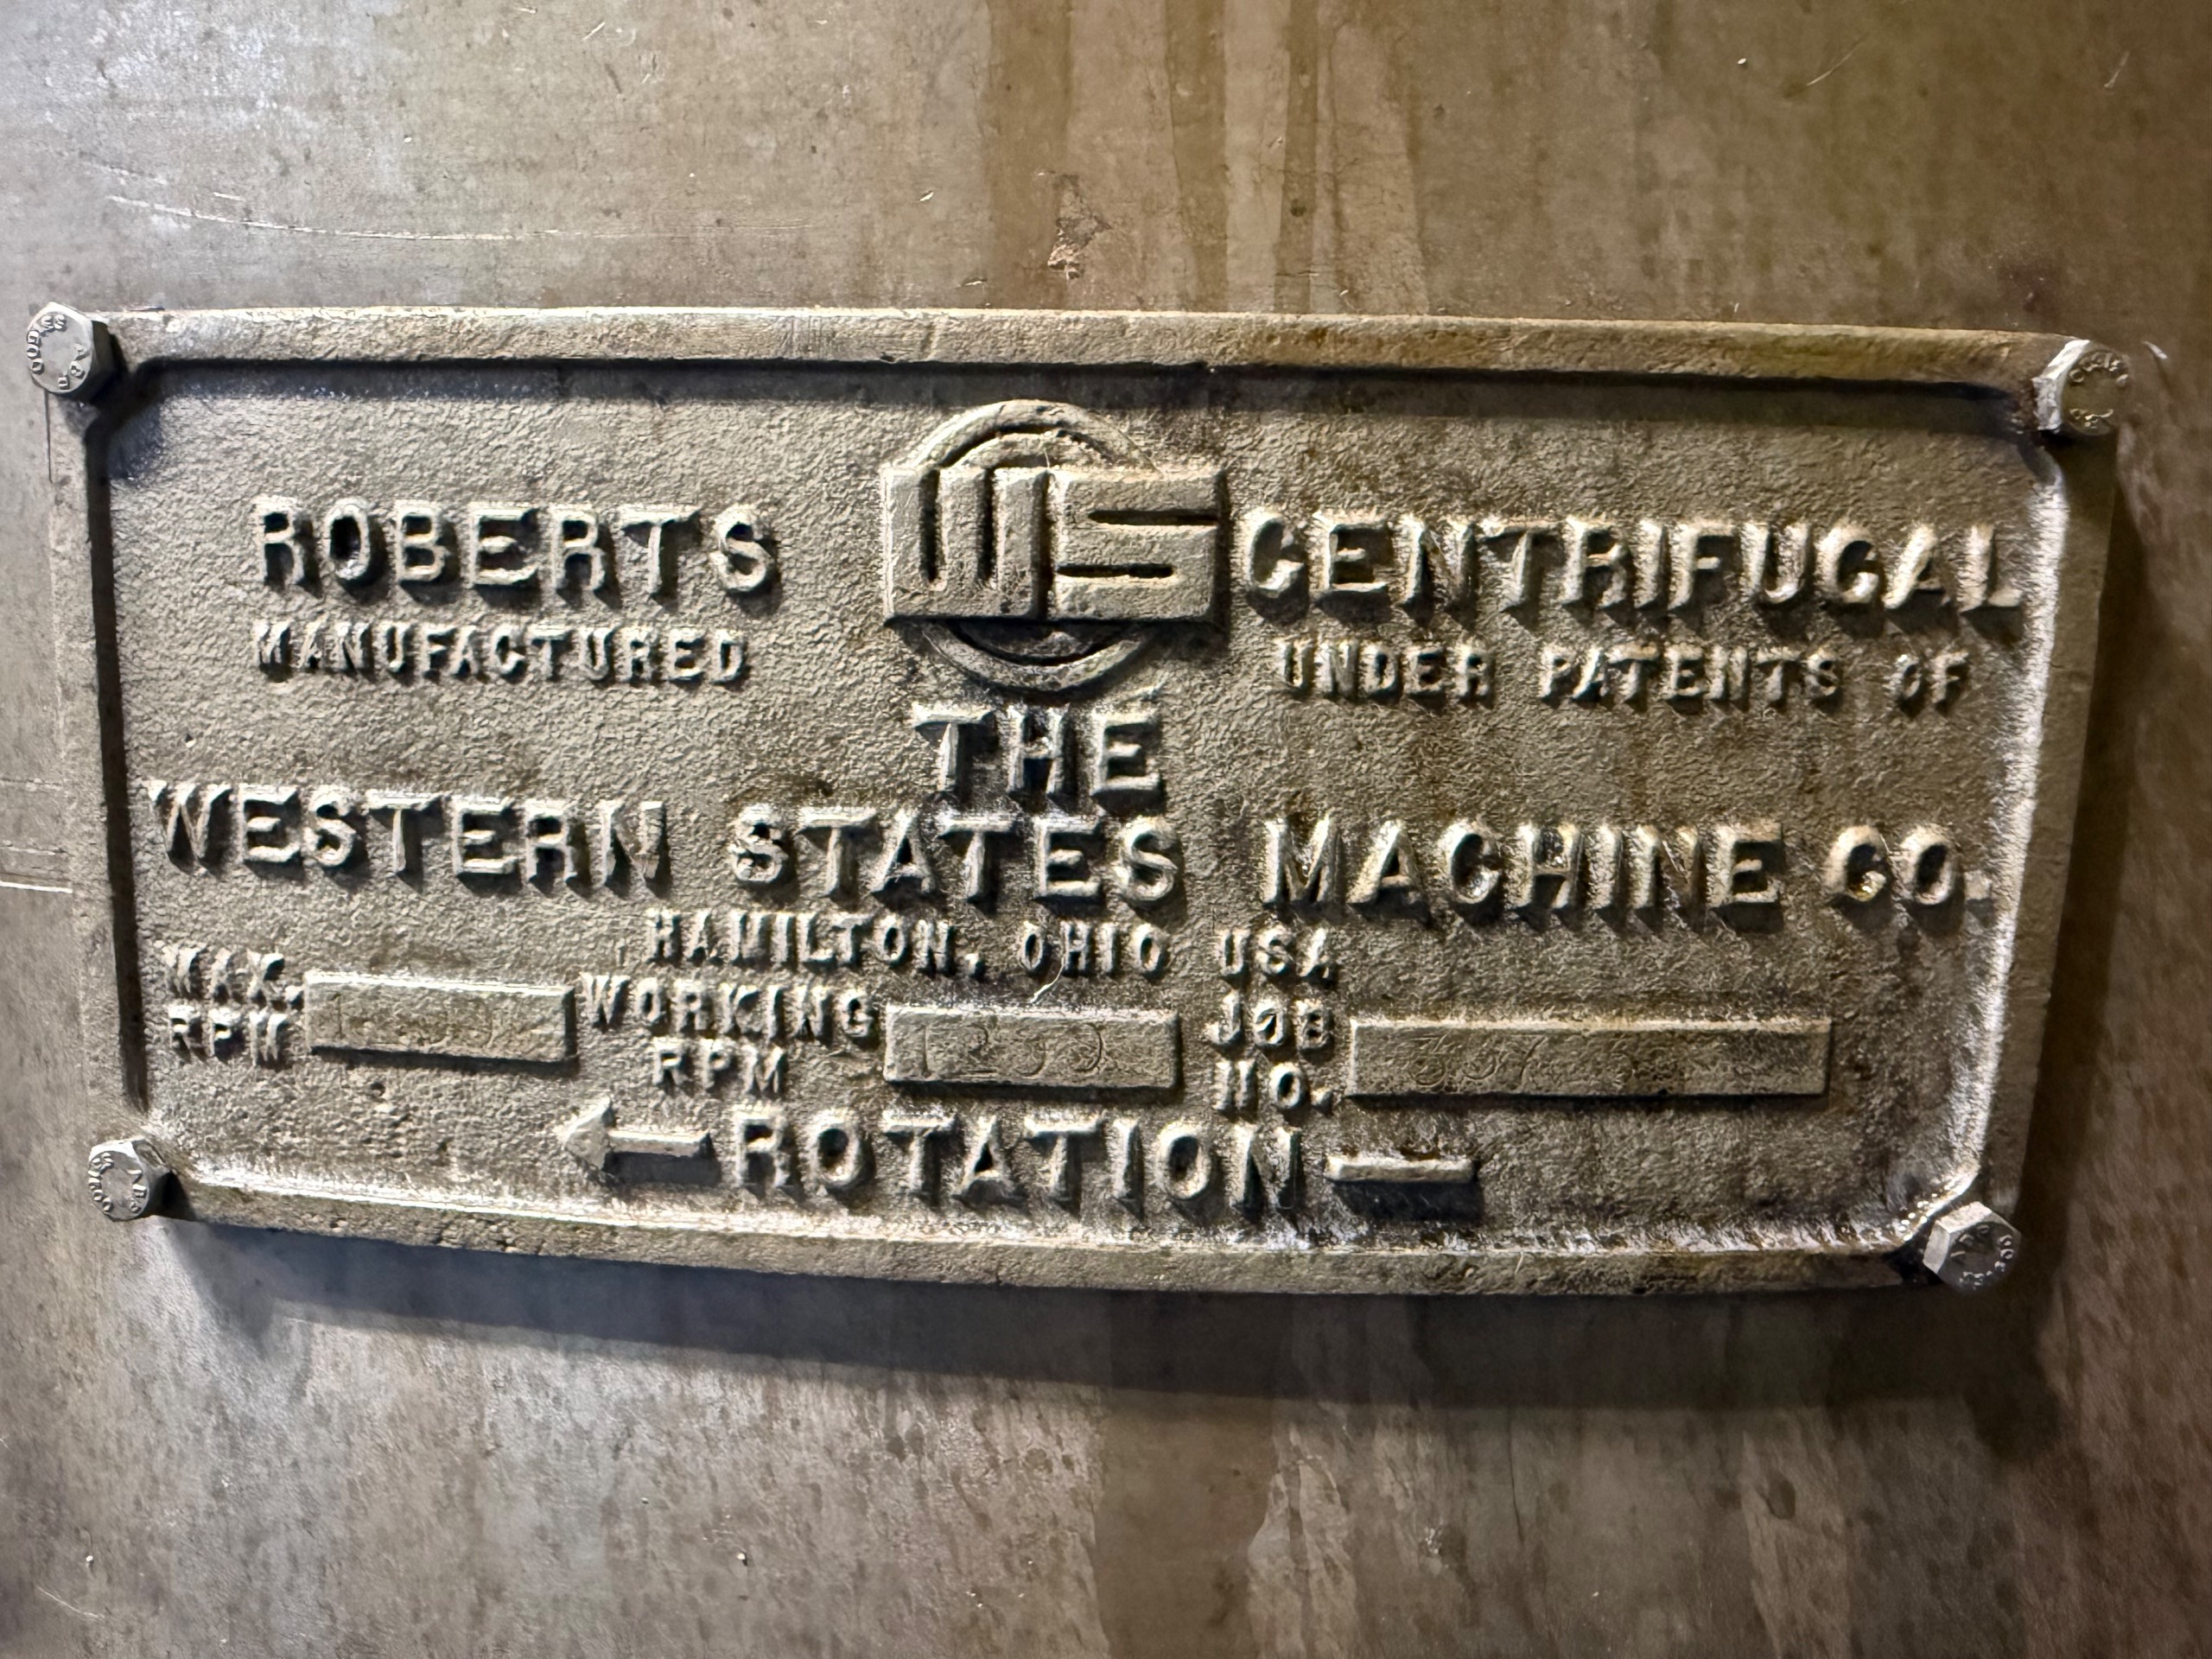 WS
ROBERTS CENTRIFUGAL
MANUFACTURED UNDER PATENTS OF
THE
WESTERN STATES MACHINE CO.
HAMILTON, OHIO USA
MAX. RPM
WORKING RPM
JOB NO.
← ROTATION —